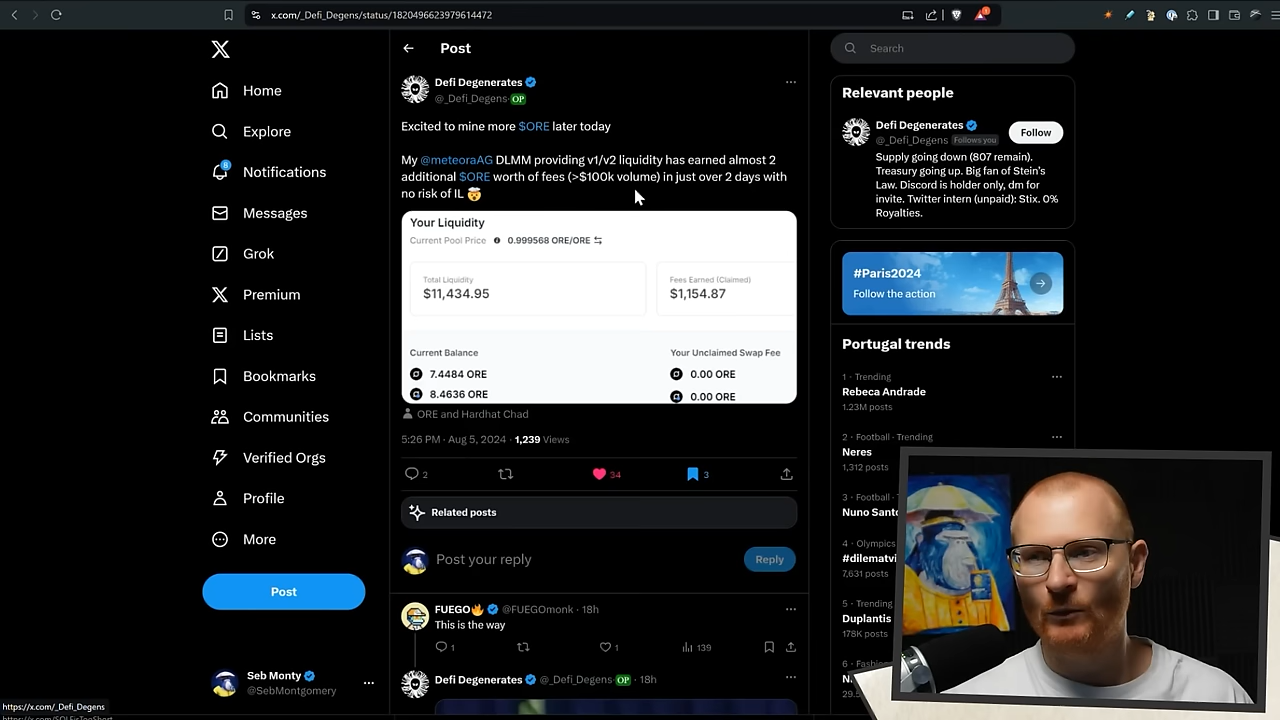 x.com/_Defi_Degens/status/1820496623979614472
1
Home
Explore
8
Notifications
Messages
Grok
Premium
Lists
Bookmarks
Communities
Verified Orgs
Profile
More
Post
Seb Monty
@SebMontgomery
https://x.com/_Defi_Degens
Post
Defi Degenerates
@_Defi_Degens OP
Excited to mine more $ORE later today
My @meteoraAG DLMM providing v1/v2 liquidity has earned almost 2
additional $ORE worth of fees (>$100k volume) in just over 2 days with
no risk of IL 🤯
Your Liquidity
Current Pool Price 0.999568 ORE/ORE
Total Liquidity
$11,434.95
Fees Earned (Claimed)
$1,154.87
Current Balance
Your Unclaimed Swap Fee
7.4484 ORE
0.00 ORE
8.4636 ORE
0.00 ORE
ORE and Hardhat Chad
5:26 PM · Aug 5, 2024 · 1,239 Views
2
34
3
Related posts
Post your reply
Reply
FUEGO🔥 @FUEGOmonk · 18h
This is the way
1
1
139
Defi Degenerates @_Defi_Degens OP · 18h
Search
Relevant people
Defi Degenerates
@_Defi_Degens Follows you
Follow
Supply going down (807 remain).
Treasury going up. Big fan of Stein's
Law. Discord is holder only, dm for
invite. Twitter intern (unpaid): Stix. 0%
Royalties.
#Paris2024
Follow the action
Portugal trends
1 · Trending
Rebeca Andrade
1.23M posts
2 · Football · Trending
Neres
1,312 posts
3 · Football ·
Nuno
4 · Olympics
7,631 posts
5 · Trending
Duplantis
178K posts